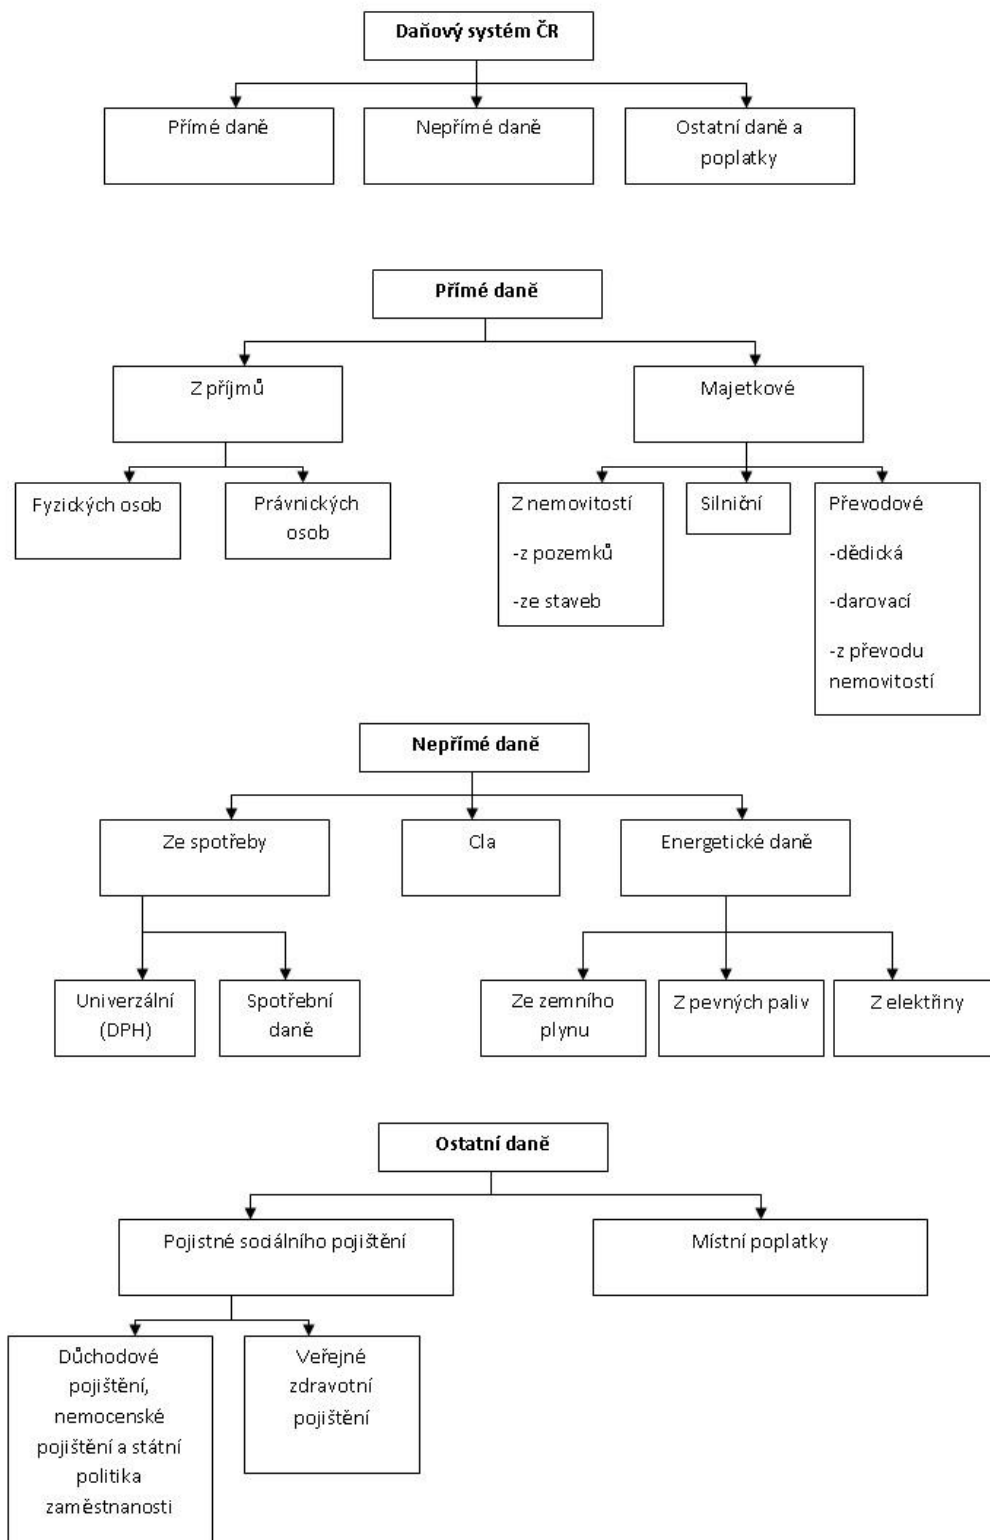 Daňový systém ČR
Přímé daně
Nepřímé daně
Ostatní daně a
poplatky
Přímé daně
Z příjmů
Majetkové
Fyzických osob
Právnických
osob
Z nemovitostí
-z pozemků
-ze staveb
Silniční
Převodové
-dědická
-darovací
-z převodu
nemovitostí
Nepřímé daně
Ze spotřeby
Cla
Energetické daně
Univerzální
(DPH)
Spotřební
daně
Ze zemního
plynu
Z pevných paliv
Z elektřiny
Ostatní daně
Pojistné sociálního pojištění
Místní poplatky
Důchodové
pojištění,
nemocenské
pojištění a státní
politika
zaměstnanosti
Veřejné
zdravotní
pojištění